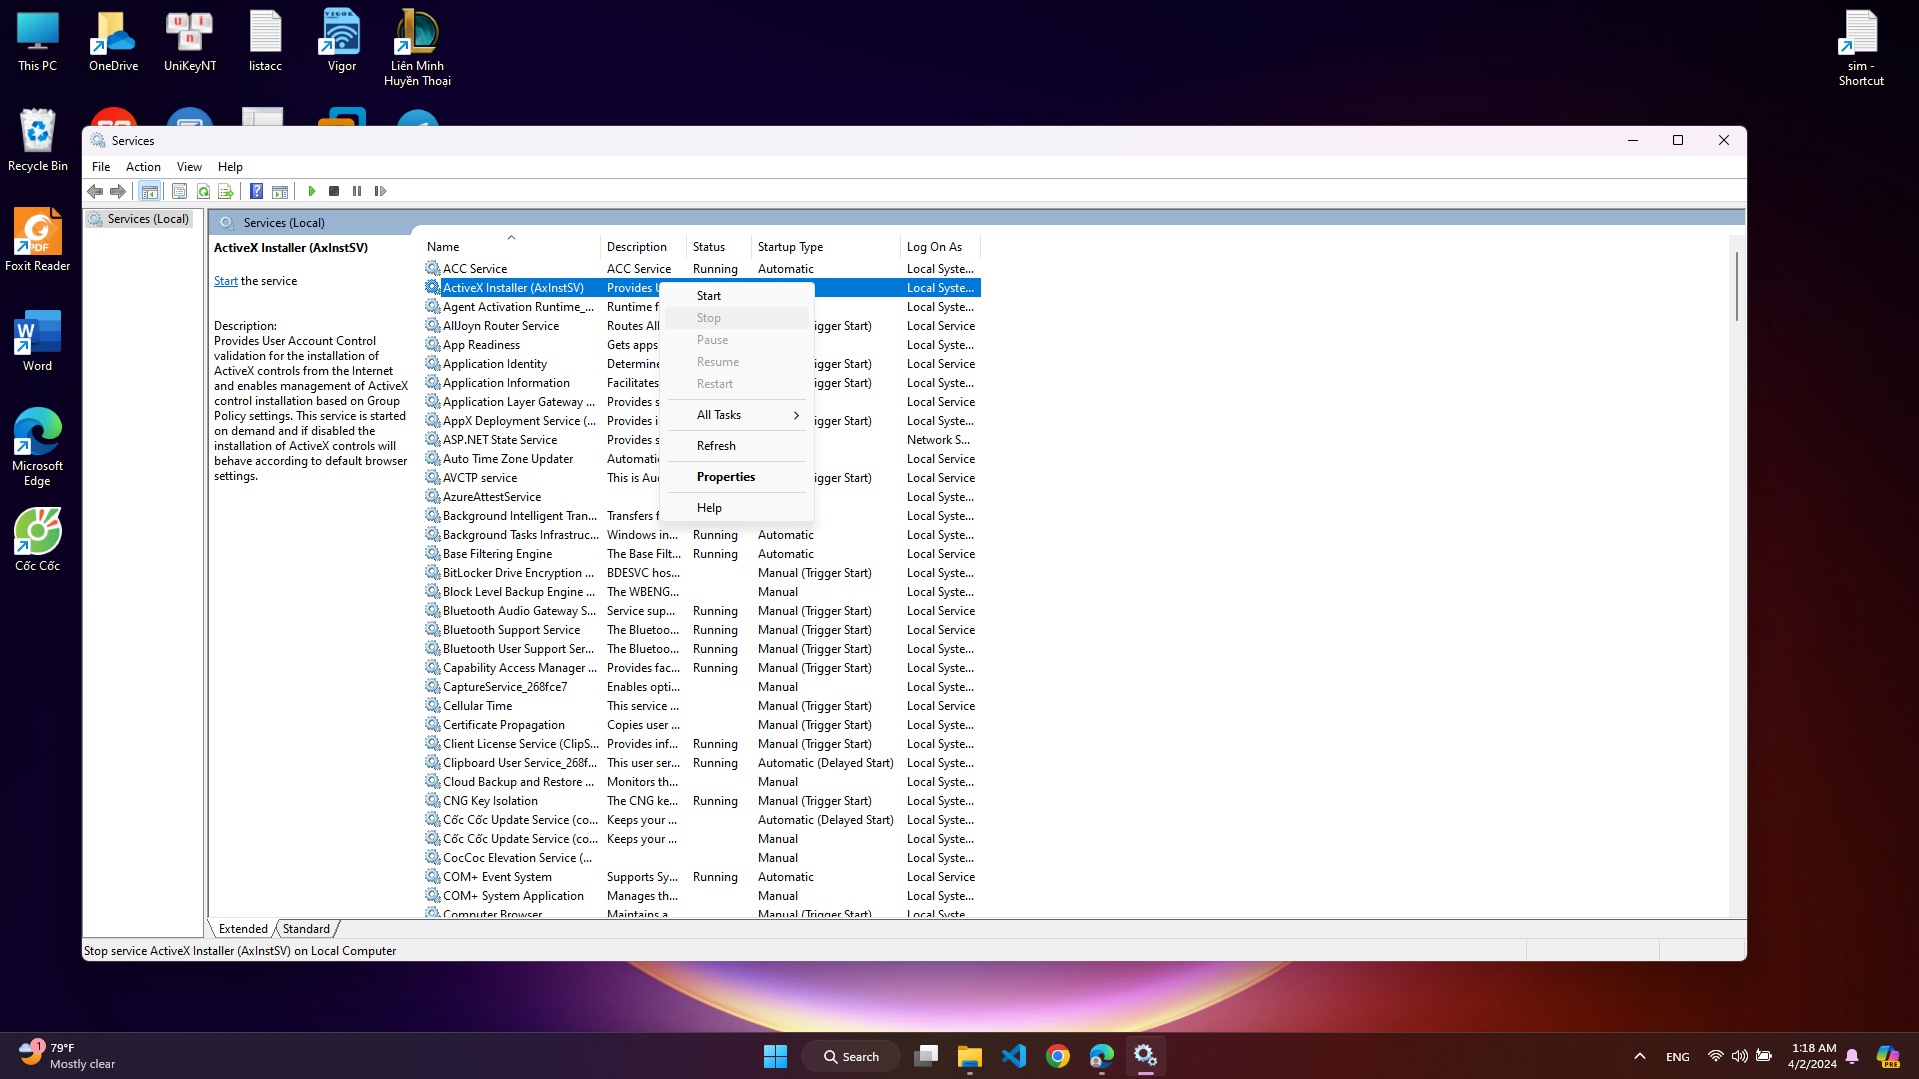 This PC
OneDrive
UniKeyNT
listacc
Vigor
Liên Minh
Huyền Thoại
sim -
Shortcut
Recycle Bin
Foxit Reader
Word
Microsoft
Edge
Cốc Cốc
Services
File Action View Help
Services (Local)
Services (Local)
ActiveX Installer (AxInstSV)
Start the service
Description:
Provides User Account Control
validation for the installation of
ActiveX controls from the Internet
and enables management of ActiveX
control installation based on Group
Policy settings. This service is started
on demand and if disabled the
installation of ActiveX controls will
behave according to default browser
settings.
Name Description Status Startup Type Log On As
ACC Service ACC Service Running Automatic Local Syste...
ActiveX Installer (AxInstSV) Provides U Local Syste...
Agent Activation Runtime_... Runtime f Local Syste...
AllJoyn Router Service Routes All igger Start) Local Service
App Readiness Gets apps Local Syste...
Application Identity Determine igger Start) Local Service
Application Information Facilitates igger Start) Local Syste...
Application Layer Gateway ... Provides s Local Service
AppX Deployment Service (... Provides i igger Start) Local Syste...
ASP.NET State Service Provides s Network S...
Auto Time Zone Updater Automati Local Service
AVCTP service This is Au igger Start) Local Service
AzureAttestService Local Syste...
Background Intelligent Tran... Transfers f Local Syste...
Background Tasks Infrastruc... Windows in... Running Automatic Local Syste...
Base Filtering Engine The Base Filt... Running Automatic Local Service
BitLocker Drive Encryption ... BDESVC hos... Manual (Trigger Start) Local Syste...
Block Level Backup Engine ... The WBENG... Manual Local Syste...
Bluetooth Audio Gateway S... Service sup... Running Manual (Trigger Start) Local Service
Bluetooth Support Service The Bluetoo... Running Manual (Trigger Start) Local Service
Bluetooth User Support Ser... The Bluetoo... Running Manual (Trigger Start) Local Syste...
Capability Access Manager ... Provides fac... Running Manual (Trigger Start) Local Syste...
CaptureService_268fce7 Enables opti... Manual Local Syste...
Cellular Time This service ... Manual (Trigger Start) Local Service
Certificate Propagation Copies user ... Manual (Trigger Start) Local Syste...
Client License Service (ClipS... Provides inf... Running Manual (Trigger Start) Local Syste...
Clipboard User Service_268f... This user ser... Running Automatic (Delayed Start) Local Syste...
Cloud Backup and Restore ... Monitors th... Manual Local Syste...
CNG Key Isolation The CNG ke... Running Manual (Trigger Start) Local Syste...
Cốc Cốc Update Service (co... Keeps your ... Automatic (Delayed Start) Local Syste...
Cốc Cốc Update Service (co... Keeps your ... Manual Local Syste...
CocCoc Elevation Service (... Manual Local Syste...
COM+ Event System Supports Sy... Running Automatic Local Service
COM+ System Application Manages th... Manual Local Syste...
Computer Browser Maintains a Manual (Trigger Start) Local Syste
Start
Stop
Pause
Resume
Restart
All Tasks
Refresh
Properties
Help
Extended Standard
Stop service ActiveX Installer (AxInstSV) on Local Computer
1
79°F
Mostly clear
Search
ENG
1:18 AM
4/2/2024